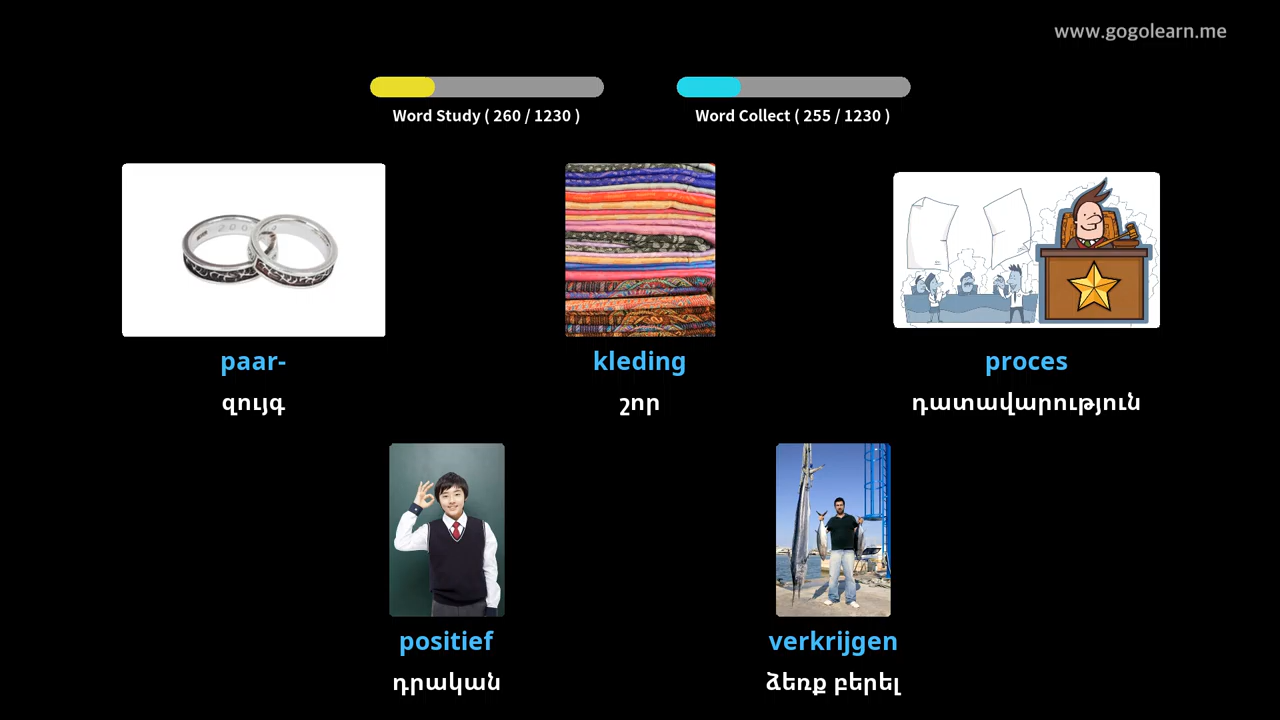 www.gogolearn.me
Word Study ( 260 / 1230 )
Word Collect ( 255 / 1230 )
paar-
kleding
proces
զույգ
շոր
դատավարություն
positief
verkrijgen
դրական
ձեռք բերել